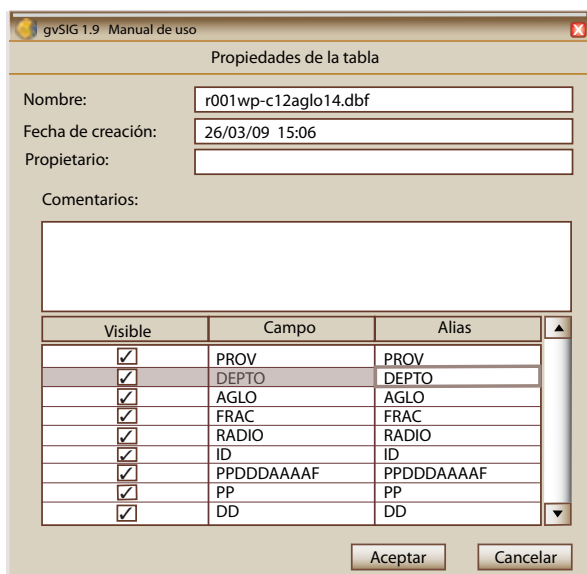 gvSIG 1.9 Manual de uso
Propiedades de la tabla
Nombre: r001wp-c12aglo14.dbf
Fecha de creación: 26/03/09 15:06
Propietario:
Comentarios:
Visible Campo Alias
PROV PROV
DEPTO DEPTO
AGLO AGLO
FRAC FRAC
RADIO RADIO
ID ID
PPDDDAAAAF PPDDDAAAAF
PP PP
DD DD
Aceptar Cancelar